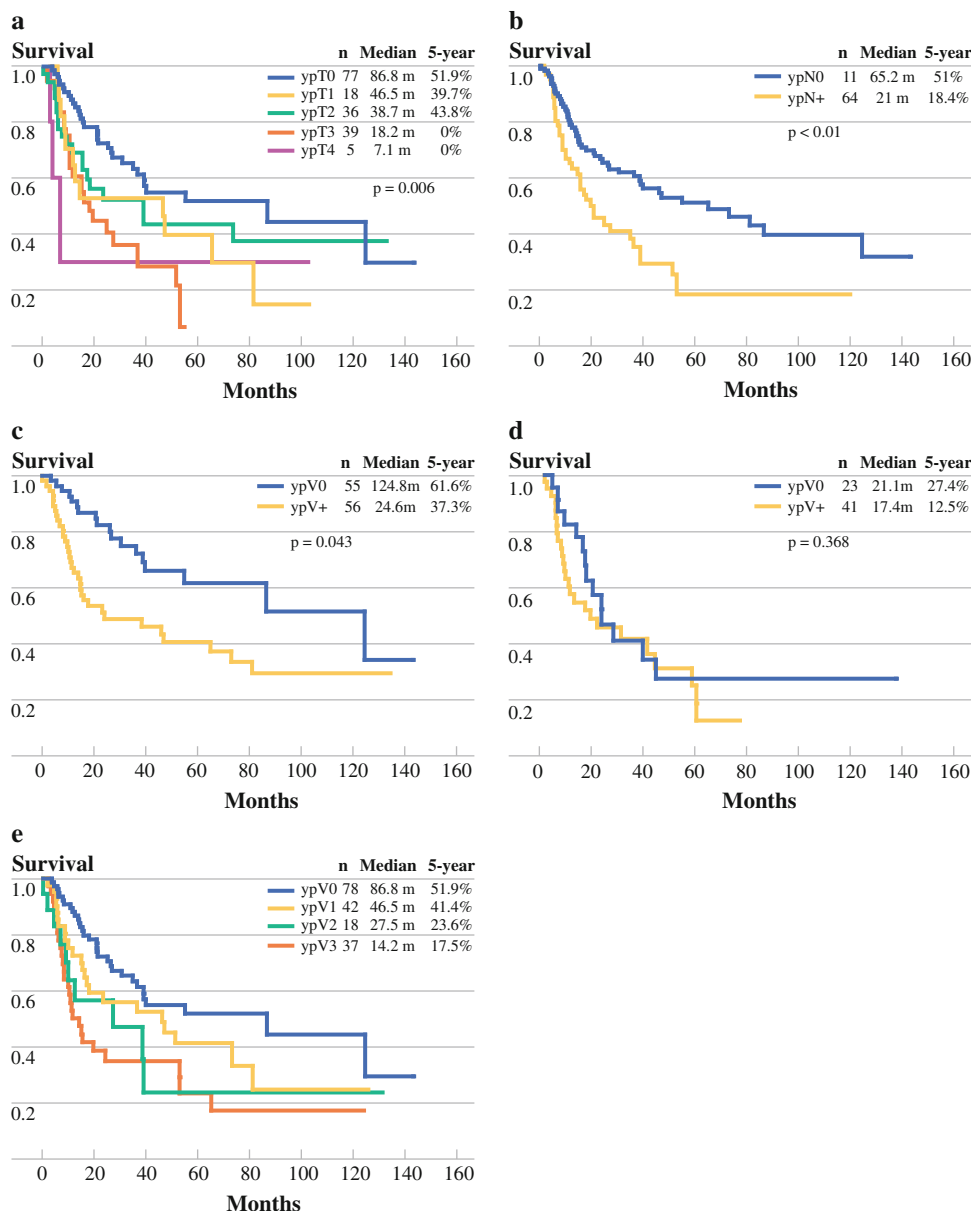 a
Survival
n Median 5-year
ypT0 77 86.8 m 51.9%
ypT1 18 46.5 m 39.7%
ypT2 36 38.7 m 43.8%
ypT3 39 18.2 m 0%
ypT4 5 7.1 m 0%
p = 0.006
1.0
0.8
0.6
0.4
0.2
0 20 40 60 80 100 120 140 160
Months
b
Survival
n Median 5-year
ypN0 11 65.2 m 51%
ypN+ 64 21 m 18.4%
p < 0.01
1.0
0.8
0.6
0.4
0.2
0 20 40 60 80 100 120 140 160
Months
c
Survival
n Median 5-year
ypV0 55 124.8m 61.6%
ypV+ 56 24.6m 37.3%
p = 0.043
1.0
0.8
0.6
0.4
0.2
0 20 40 60 80 100 120 140 160
Months
d
Survival
n Median 5-year
ypV0 23 21.1m 27.4%
ypV+ 41 17.4m 12.5%
p = 0.368
1.0
0.8
0.6
0.4
0.2
0 20 40 60 80 100 120 140 160
Months
e
Survival
n Median 5-year
ypV0 78 86.8 m 51.9%
ypV1 42 46.5 m 41.4%
ypV2 18 27.5 m 23.6%
ypV3 37 14.2 m 17.5%
1.0
0.8
0.6
0.4
0.2
0 20 40 60 80 100 120 140 160
Months